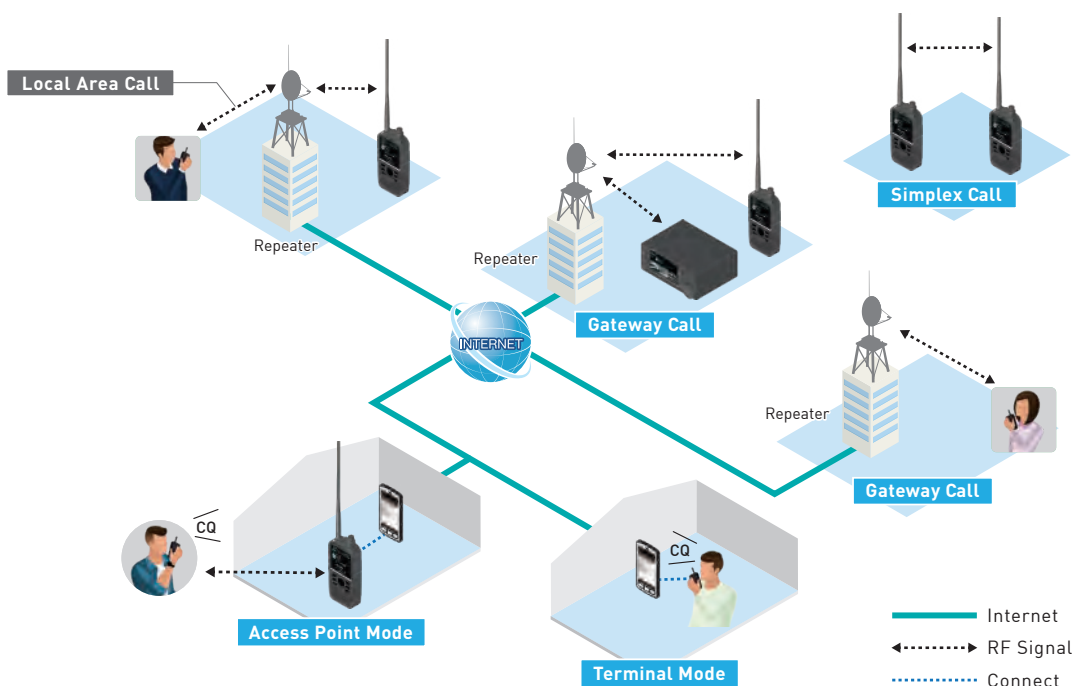 Local Area Call
Repeater
Repeater
Gateway Call
Simplex Call
INTERNET
Repeater
Gateway Call
CQ
Access Point Mode
CQ
Terminal Mode
Internet
RF Signal
Connect